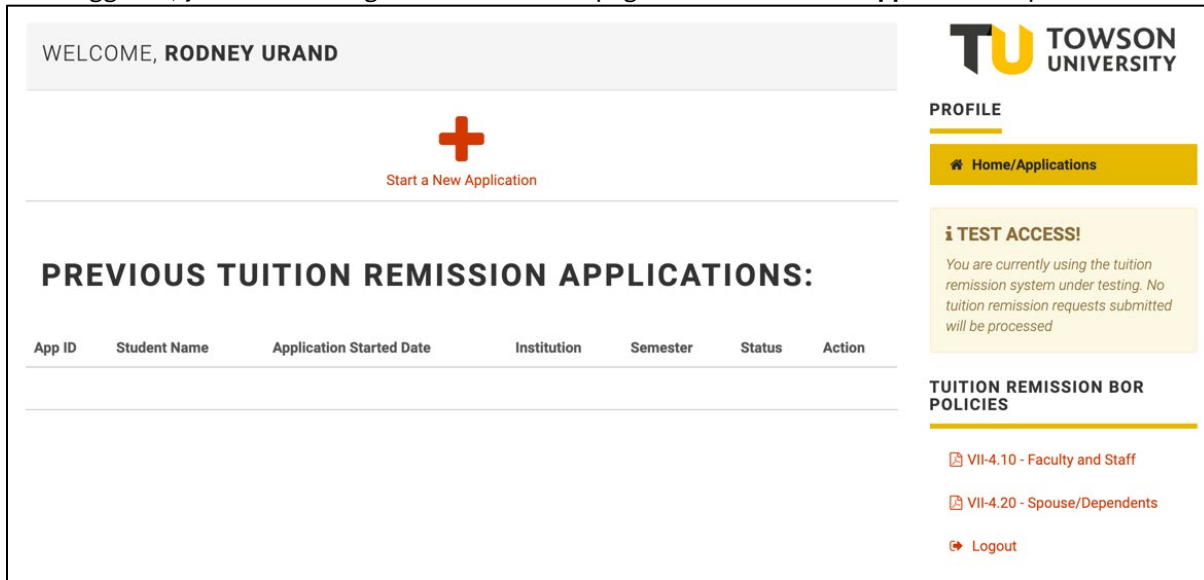 WELCOME, RODNEY URAND
Start a New Application
PREVIOUS TUITION REMISSION APPLICATIONS:
App ID Student Name Application Started Date Institution Semester Status Action
TU TOWSON
UNIVERSITY
PROFILE
Home/Applications
i TEST ACCESS!
You are currently using the tuition
remission system under testing. No
tuition remission requests submitted
will be processed
TUITION REMISSION BOR
POLICIES
VII-4.10 - Faculty and Staff
VII-4.20 - Spouse/Dependents
Logout